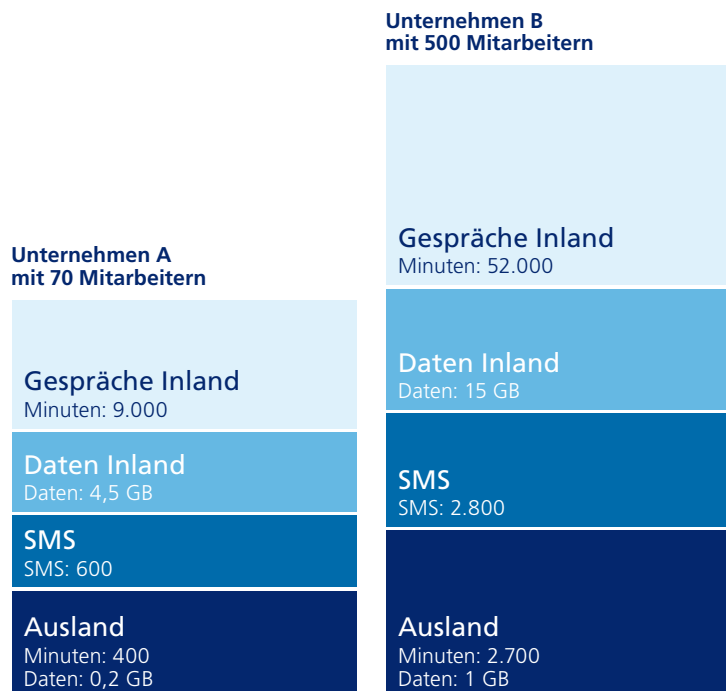 Unternehmen A
mit 70 Mitarbeitern
Gespräche Inland
Minuten: 9.000
Daten Inland
Daten: 4,5 GB
SMS
SMS: 600
Ausland
Minuten: 400
Daten: 0,2 GB
Unternehmen B
mit 500 Mitarbeitern
Gespräche Inland
Minuten: 52.000
Daten Inland
Daten: 15 GB
SMS
SMS: 2.800
Ausland
Minuten: 2.700
Daten: 1 GB